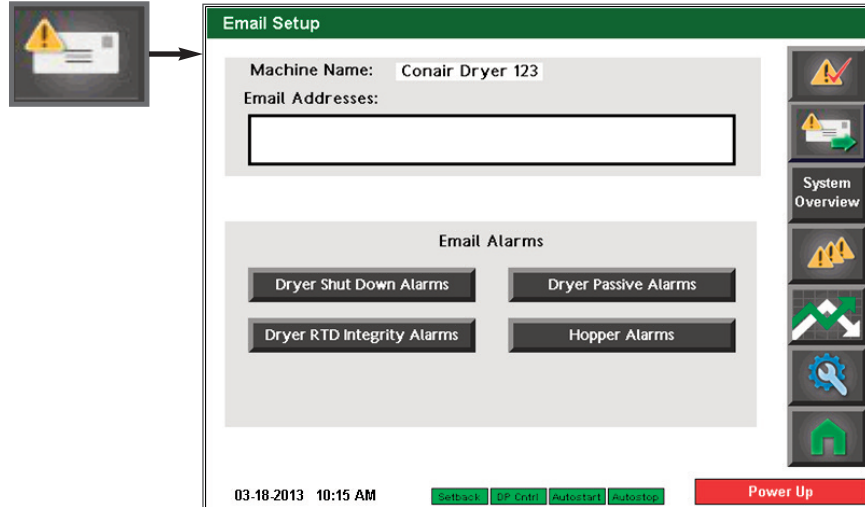 Email Setup
Machine Name: Conair Dryer 123
Email Addresses:
System
Overview
Email Alarms
Dryer Shut Down Alarms
Dryer Passive Alarms
Dryer RTD Integrity Alarms
Hopper Alarms
03-18-2013 10:15 AM
Setback
DP Cntrl
Autostart
Autostop
Power Up